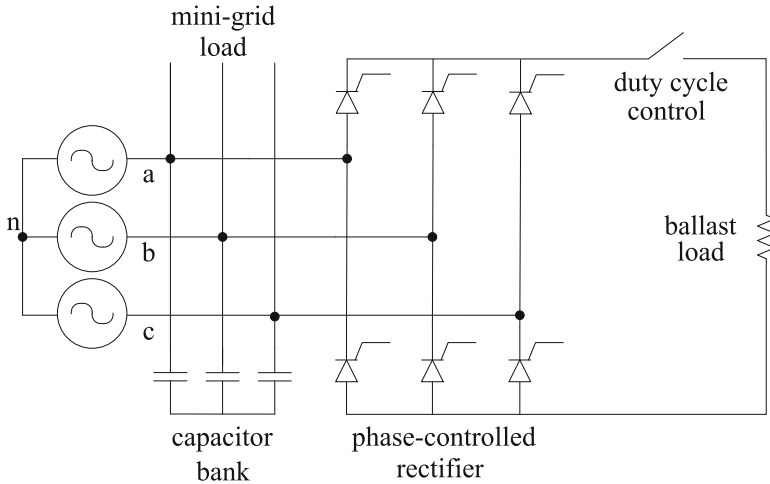 mini-grid
load
duty cycle
control
a
n
b
ballast
load
c
capacitor
bank
phase-controlled
rectifier